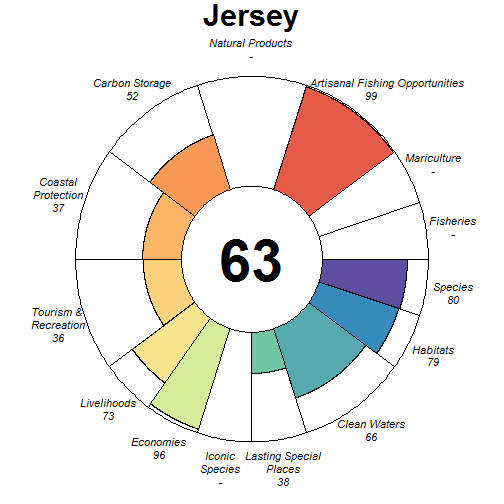 Jersey
Natural Products
-
Artisanal Fishing Opportunities
99
Carbon Storage
52
Mariculture
-
Coastal
Protection
37
Fisheries
-
63
Species
80
Tourism &
Recreation
36
Habitats
79
Livelihoods
73
Clean Waters
66
Economies
96
Iconic
Species
-
Lasting Special
Places
38